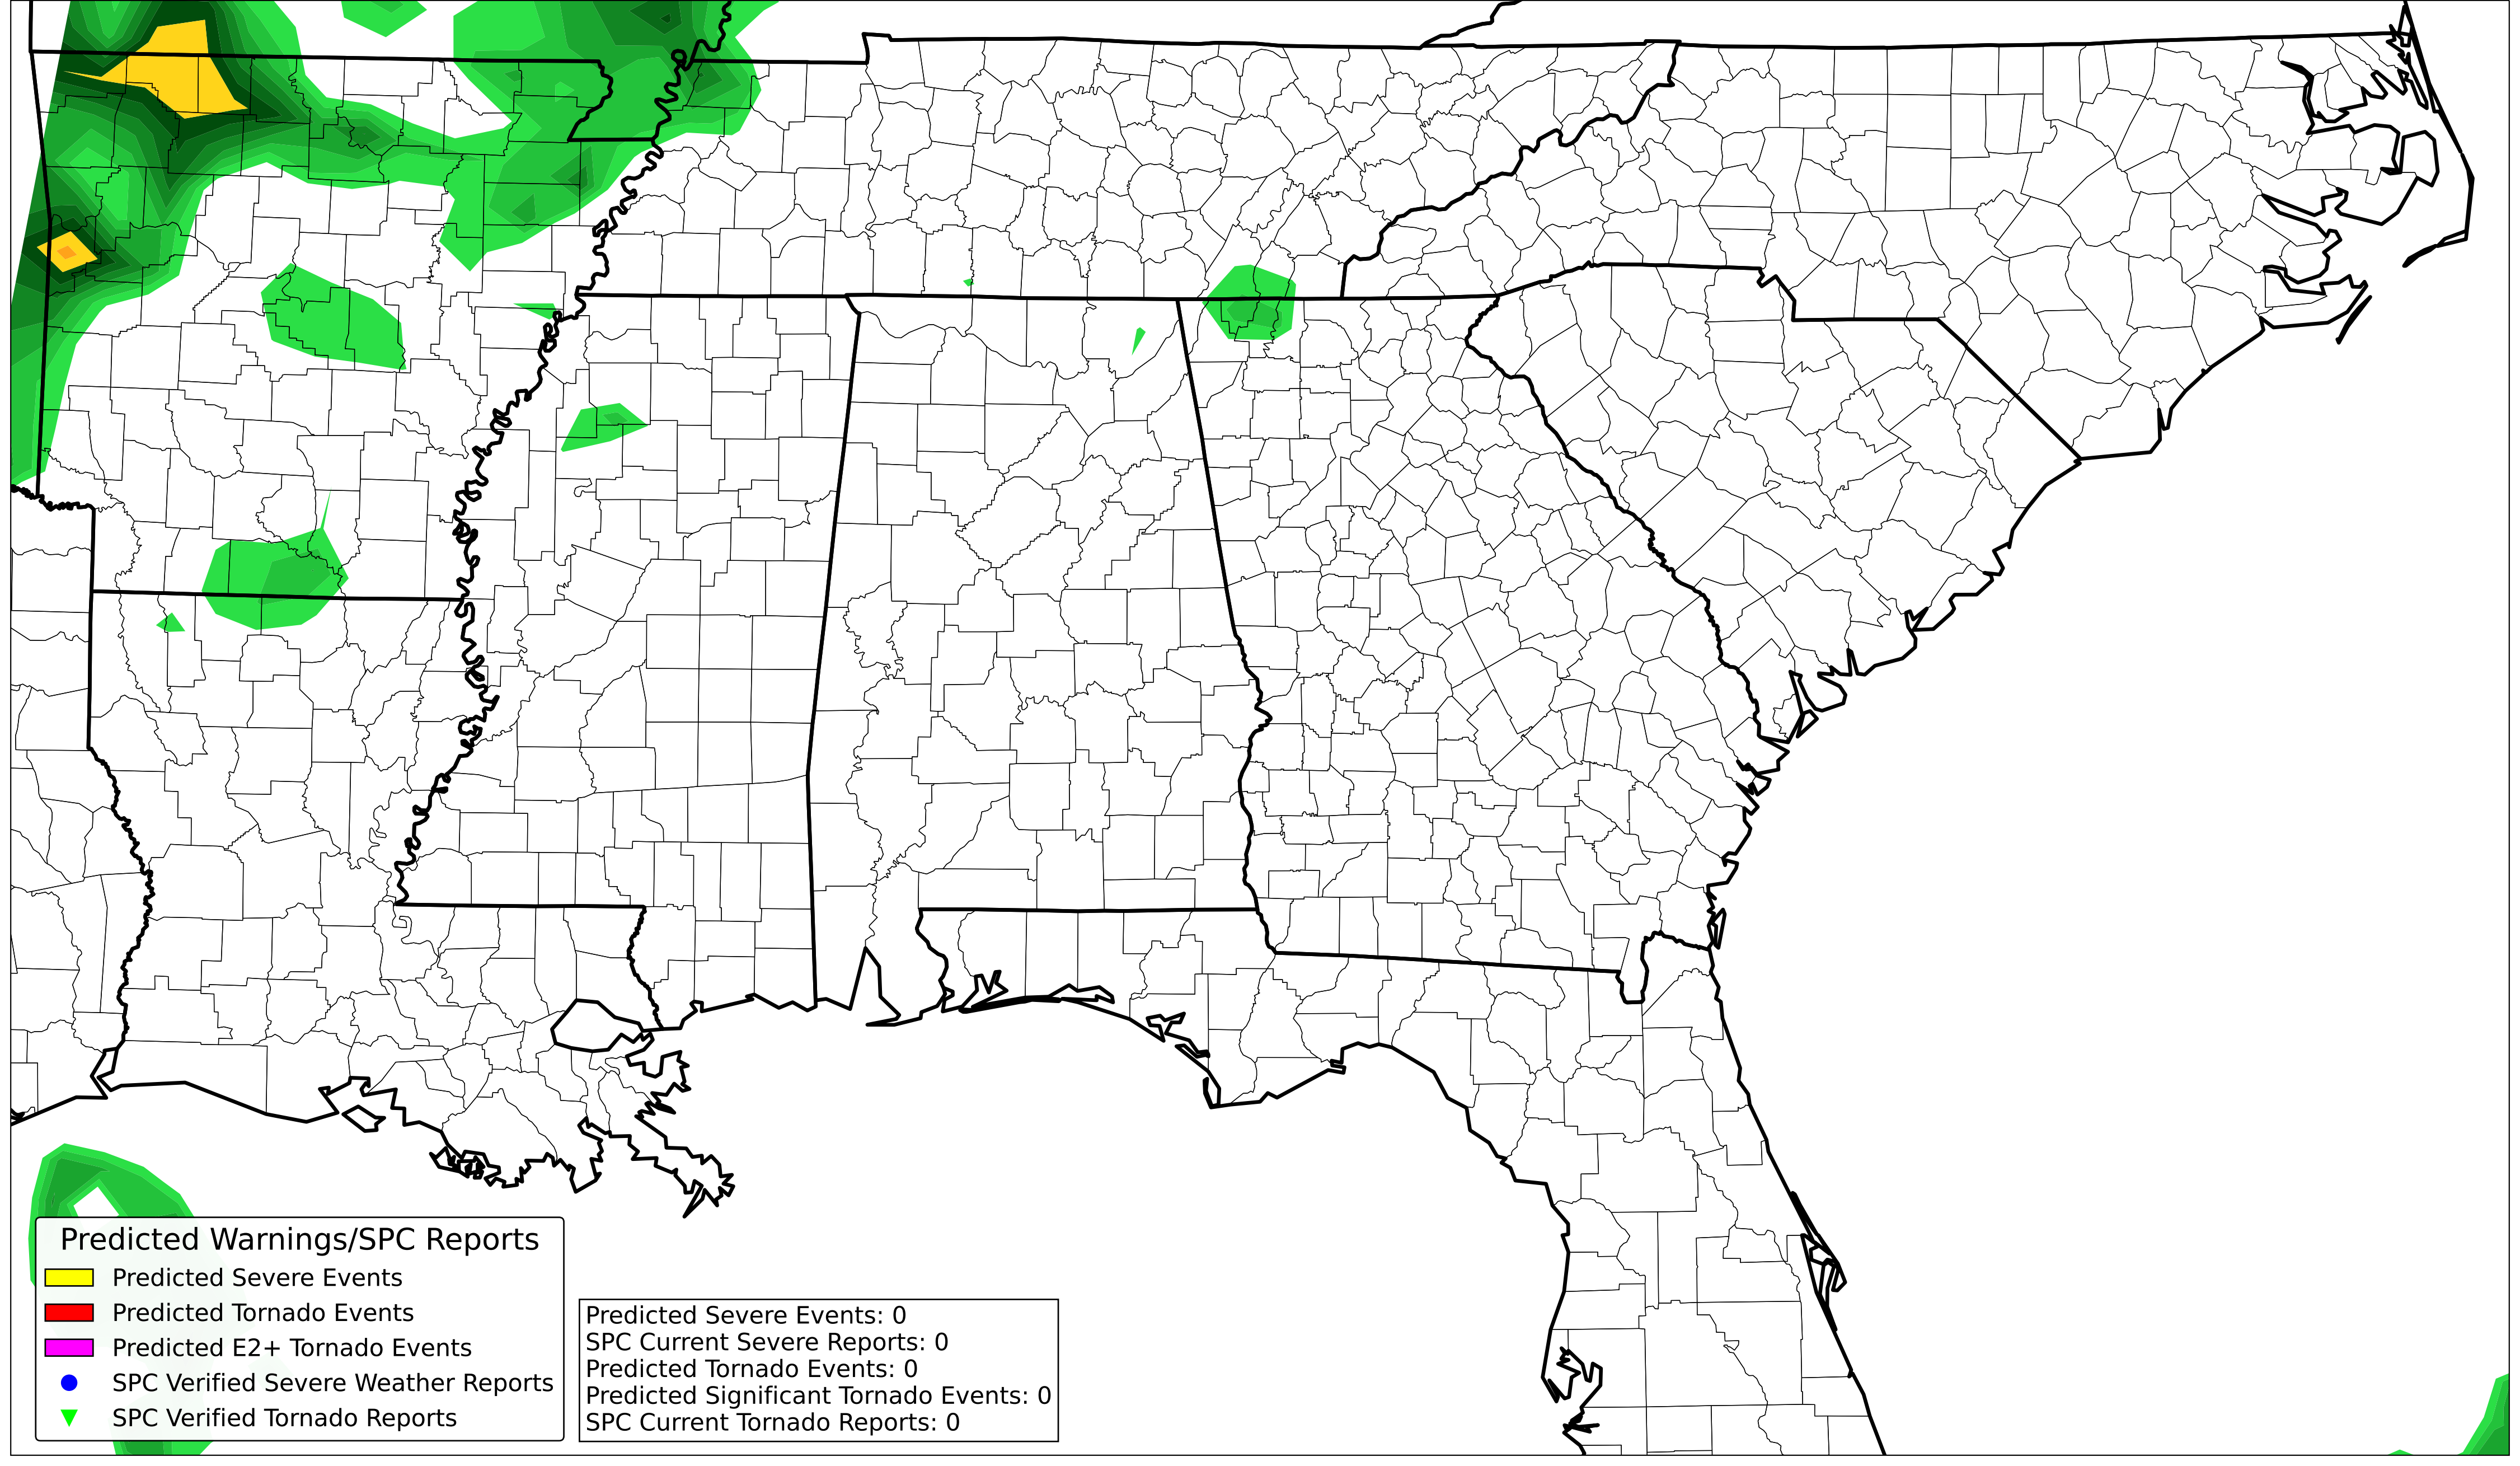 Predicted Warnings/SPC Reports
Predicted Severe Events
Predicted Tornado Events
Predicted E2+ Tornado Events
SPC Verified Severe Weather Reports
SPC Verified Tornado Reports
Predicted Severe Events: 0
SPC Current Severe Reports: 0
Predicted Tornado Events: 0
Predicted Significant Tornado Events: 0
SPC Current Tornado Reports: 0